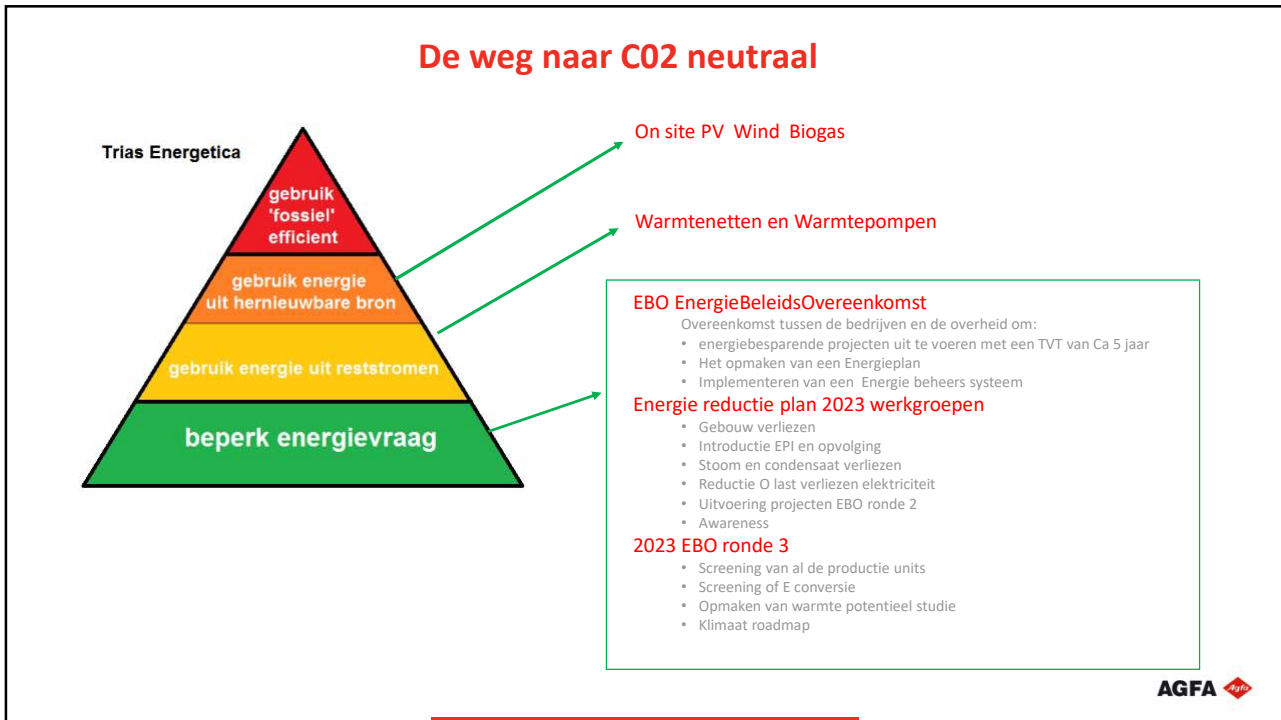 De weg naar C02 neutraal
Trias Energetica
gebruik
'fossiel'
efficient
gebruik energie
uit hernieuwbare bron
gebruik energie uit reststromen
beperk energievraag
On site PV Wind Biogas
Warmtenetten en Warmtepompen
EBO EnergieBeleidsOvereenkomst
Overeenkomst tussen de bedrijven en de overheid om:
• energiebesparende projecten uit te voeren met een TVT van Ca 5 jaar
• Het opmaken van een Energieplan
• Implementeren van een Energie beheers systeem
Energie reductie plan 2023 werkgroepen
• Gebouw verliezen
• Introductie EPI en opvolging
• Stoom en condensaat verliezen
• Reductie O last verliezen elektriciteit
• Uitvoering projecten EBO ronde 2
• Awareness
2023 EBO ronde 3
• Screening van al de productie units
• Screening of E conversie
• Opmaken van warmte potentieel studie
• Klimaat roadmap
AGFA Agfa